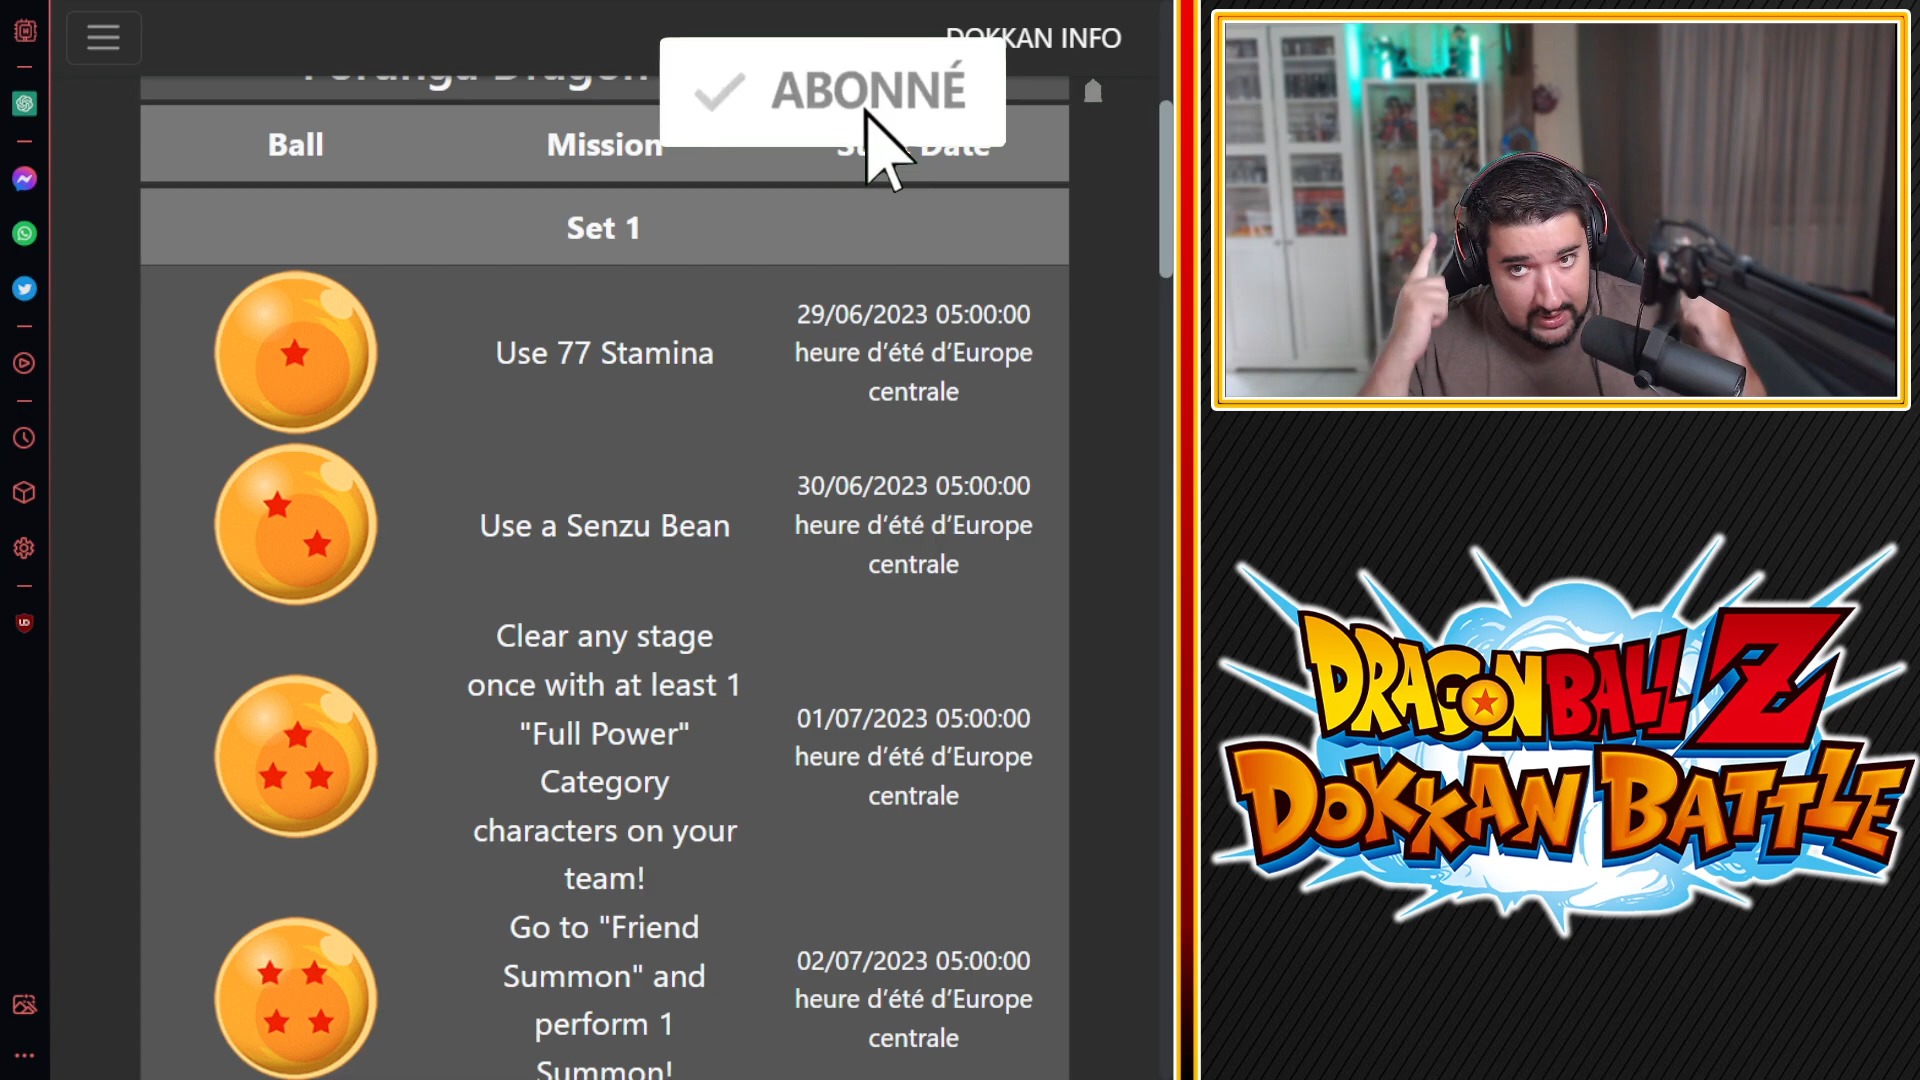 DOKKAN INFO
Porunga Dragon
ABONNÉ
Ball Mission Date
Set 1
Use 77 Stamina
29/06/2023 05:00:00
heure d’été d’Europe
centrale
Use a Senzu Bean
30/06/2023 05:00:00
heure d’été d’Europe
centrale
Clear any stage
once with at least 1
"Full Power"
Category
characters on your
team!
01/07/2023 05:00:00
heure d’été d’Europe
centrale
Go to "Friend
Summon" and
perform 1
Summon!
02/07/2023 05:00:00
heure d’été d’Europe
centrale
DRAGON BALL Z
DOKKAN BATTLE